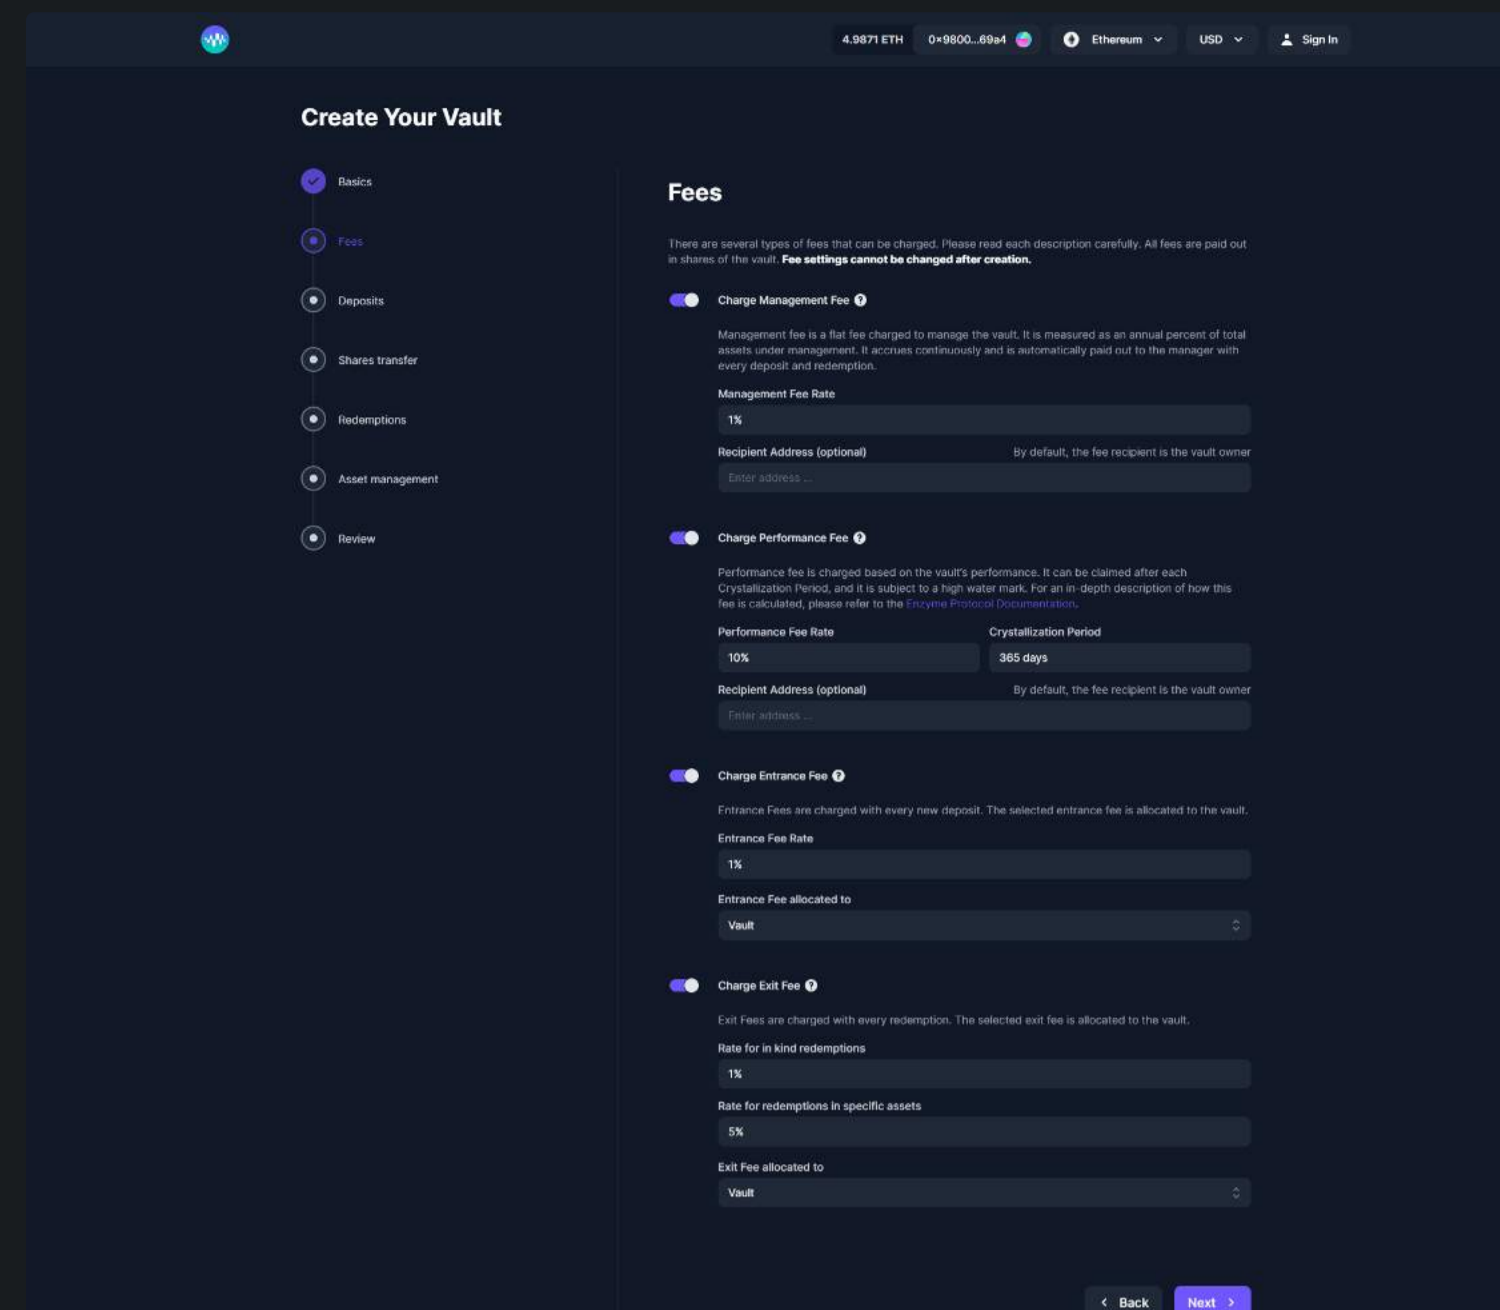 4.9871 ETH 0×9800...69a4 Ethereum USD Sign In
Create Your Vault
Basics
Fees
Deposits
Shares transfer
Redemptions
Asset management
Review
Fees
There are several types of fees that can be charged. Please read each description carefully. All fees are paid out
in shares of the vault. Fee settings cannot be changed after creation.
Charge Management Fee
Management fee is a flat fee charged to manage the vault. It is measured as an annual percent of total
assets under management. It accrues continuously and is automatically paid out to the manager with
every deposit and redemption.
Management Fee Rate
1%
Recipient Address (optional) By default, the fee recipient is the vault owner
Enter address ...
Charge Performance Fee
Performance fee is charged based on the vault's performance. It can be claimed after each
Crystallization Period, and it is subject to a high water mark. For an in-depth description of how this
fee is calculated, please refer to the Enzyme Protocol Documentation.
Performance Fee Rate Crystallization Period
10% 365 days
Recipient Address (optional) By default, the fee recipient is the vault owner
Enter address ...
Charge Entrance Fee
Entrance Fees are charged with every new deposit. The selected entrance fee is allocated to the vault.
Entrance Fee Rate
1%
Entrance Fee allocated to
Vault
Charge Exit Fee
Exit Fees are charged with every redemption. The selected exit fee is allocated to the vault.
Rate for in kind redemptions
1%
Rate for redemptions in specific assets
5%
Exit Fee allocated to
Vault
Back Next